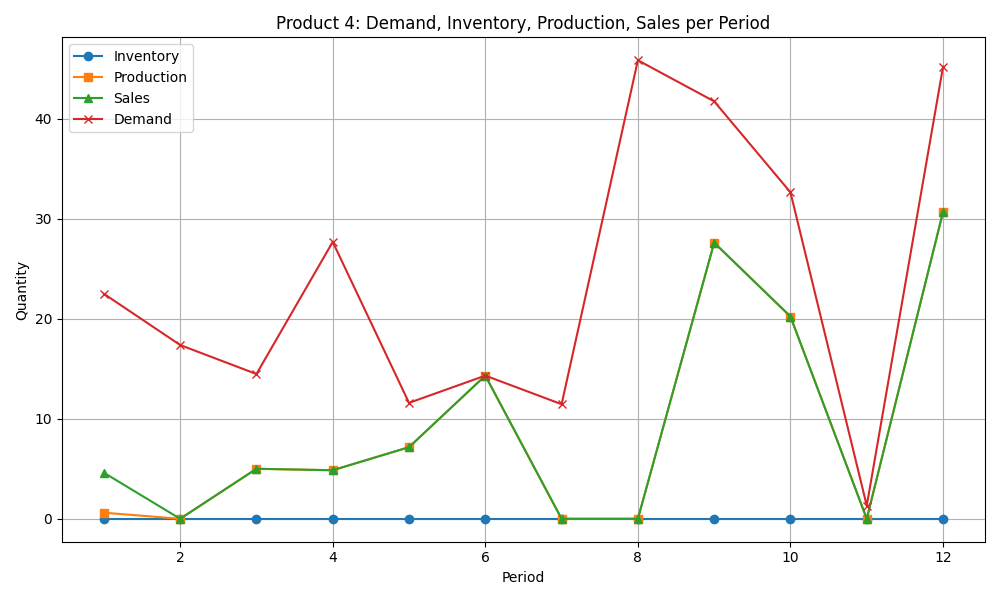 Product 4: Demand, Inventory, Production, Sales per Period
Inventory
Production
Sales
Demand
Quantity
40
30
20
10
0
2 4 6 8 10 12
Period